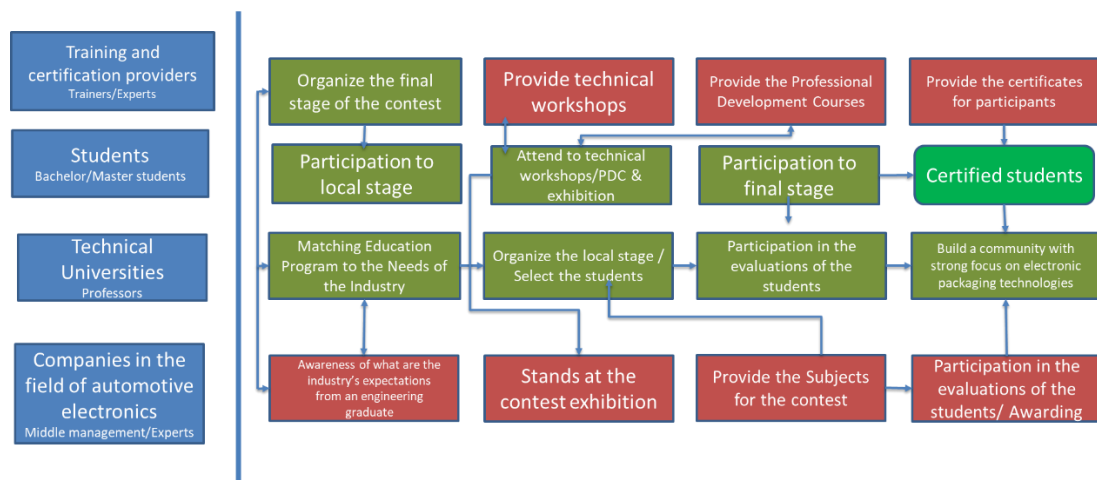 Training and
certification providers
Trainers/Experts
Organize the final
stage of the contest
Provide technical
workshops
Provide the Professional
Development Courses
Provide the certificates
for participants
Students
Bachelor/Master students
Participation to
local stage
Attend to technical
workshops/PDC &
exhibition
Participation to
final stage
Certified students
Technical
Universities
Professors
Matching Education
Program to the Needs of
the Industry
Organize the local stage /
Select the students
Participation in the
evaluations of the
students
Build a community with
strong focus on electronic
packaging technologies
Companies in the
field of automotive
electronics
Middle management/Experts
Awareness of what are the
industry's expectations
from an engineering
graduate
Stands at the
contest exhibition
Provide the Subjects
for the contest
Participation in the
evaluations of the
students/ Awarding